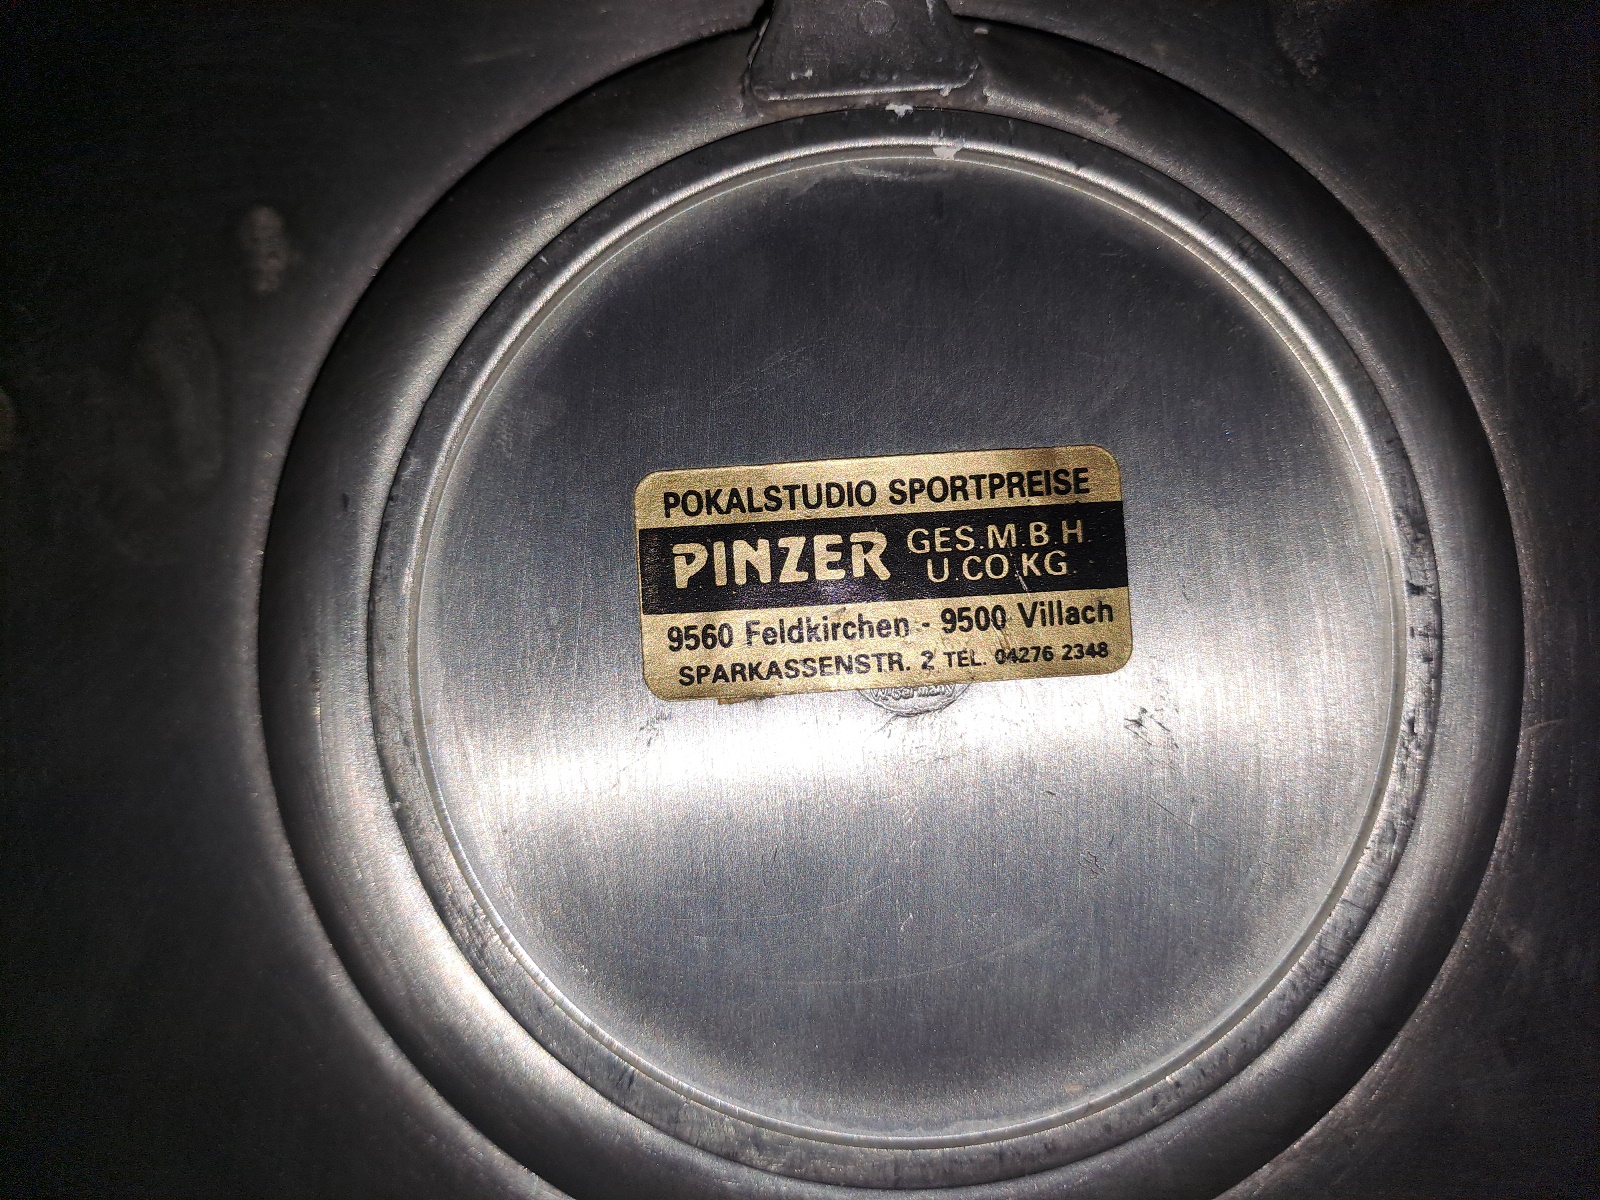 POKALSTUDIO SPORTPREISE
PINZER GES.M.B.H.
U.CO.KG
9560 Feldkirchen - 9500 Villach
SPARKASSENSTR. 2 TEL. 04276 2348